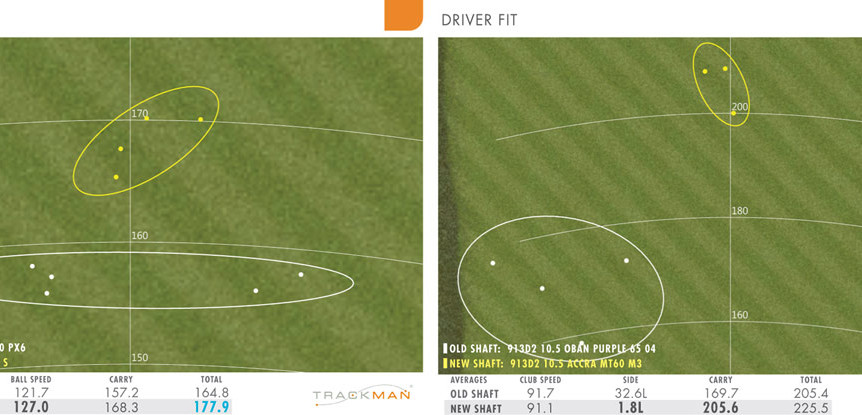 DRIVER FIT
170
160
150
0 PX6
S
BALL SPEED CARRY TOTAL
121.7 157.2 164.8
127.0 168.3 177.9
TRACKMAN
200
180
160
OLD SHAFT: 913D2 10.5 OBAN PURPLE 65 04
NEW SHAFT: 913D2 10.5 ACCRA MT60 M3
AVERAGES CLUB SPEED SIDE CARRY TOTAL
OLD SHAFT 91.7 32.6L 169.7 205.4
NEW SHAFT 91.1 1.8L 205.6 225.5